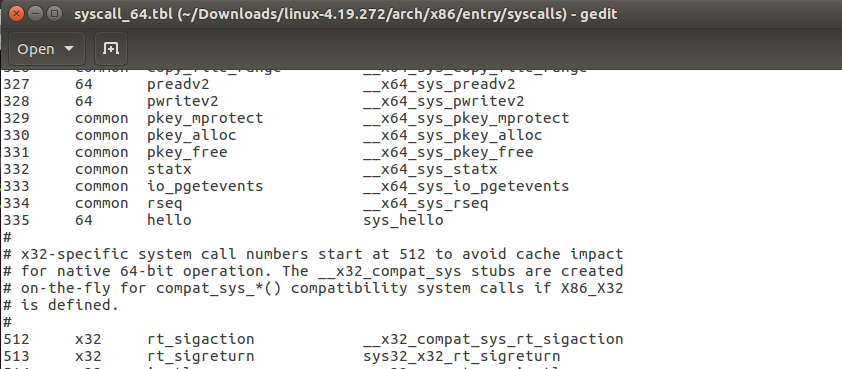 syscall_64.tbl (~/Downloads/linux-4.19.272/arch/x86/entry/syscalls) - gedit
Open
326 common copy_file_range __x64_sys_copy_file_range
327 64 preadv2 __x64_sys_preadv2
328 64 pwritev2 __x64_sys_pwritev2
329 common pkey_mprotect __x64_sys_pkey_mprotect
330 common pkey_alloc __x64_sys_pkey_alloc
331 common pkey_free __x64_sys_pkey_free
332 common statx __x64_sys_statx
333 common io_pgetevents __x64_sys_io_pgetevents
334 common rseq __x64_sys_rseq
335 64 hello sys_hello
#
# x32-specific system call numbers start at 512 to avoid cache impact
# for native 64-bit operation. The __x32_compat_sys stubs are created
# on-the-fly for compat_sys_*() compatibility system calls if X86_X32
# is defined.
#
512 x32 rt_sigaction __x32_compat_sys_rt_sigaction
513 x32 rt_sigreturn sys32_x32_rt_sigreturn